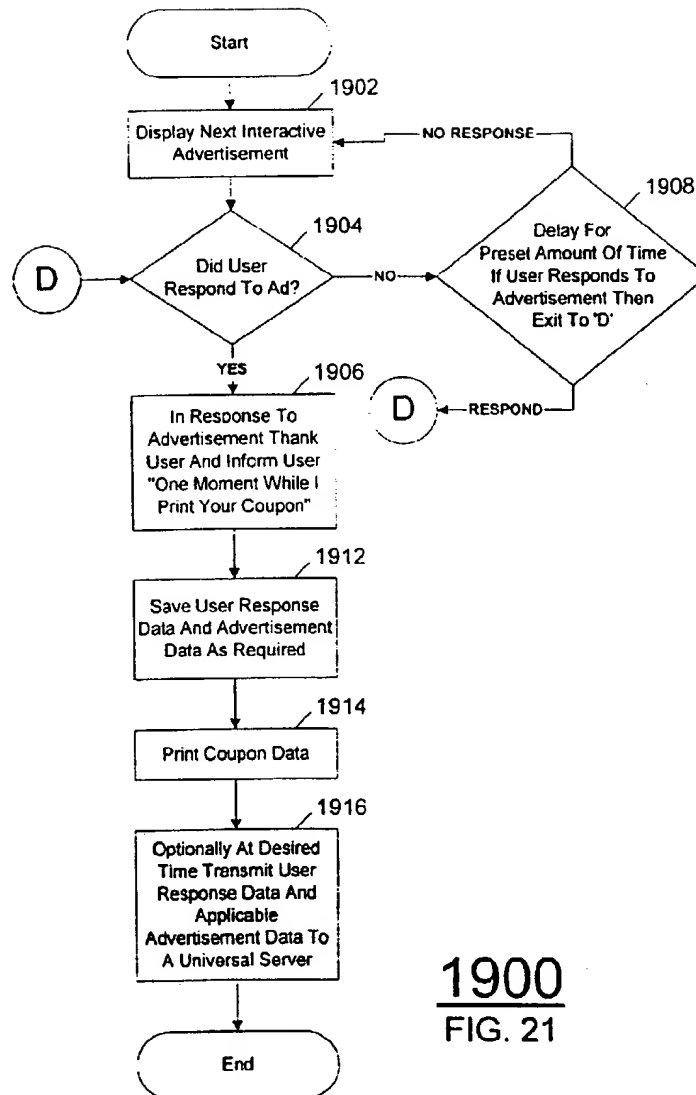 Start
1902
Display Next Interactive
Advertisement
NO RESPONSE
1908
Delay For
Preset Amount Of Time
If User Responds To
Advertisement Then
Exit To 'D'
1904
D
Did User
Respond To Ad?
NO
YES
1906
D
RESPOND
In Response To
Advertisement Thank
User And Inform User
"One Moment While I
Print Your Coupon"
1912
Save User Response
Data And Advertisement
Data As Required
1914
Print Coupon Data
1916
Optionally At Desired
Time Transmit User
Response Data And
Applicable
Advertisement Data To
A Universal Server
End
1900
FIG. 21